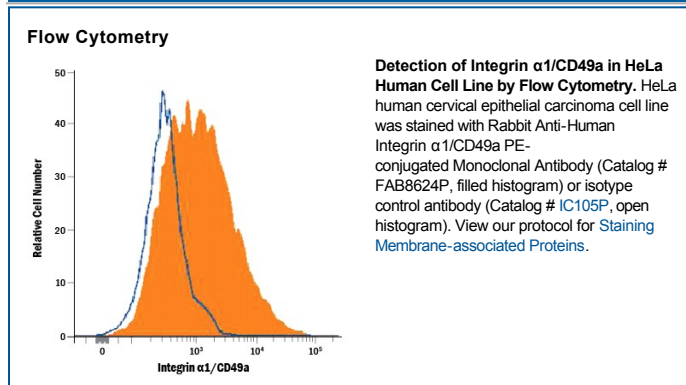 Flow Cytometry
50
40
30
20
10
0
Relative Cell Number
0
10³
10⁴
10⁵
Integrin α1/CD49a
Detection of Integrin α1/CD49a in HeLa
Human Cell Line by Flow Cytometry. HeLa
human cervical epithelial carcinoma cell line
was stained with Rabbit Anti-Human
Integrin α1/CD49a PE-
conjugated Monoclonal Antibody (Catalog #
FAB8624P, filled histogram) or isotype
control antibody (Catalog # IC105P, open
histogram). View our protocol for Staining
Membrane-associated Proteins.